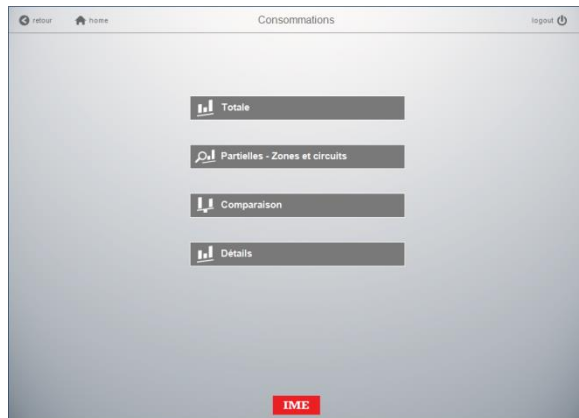 retour home Consommations logout
Totale
Partielles - Zones et circuits
Comparaison
Détails
IME